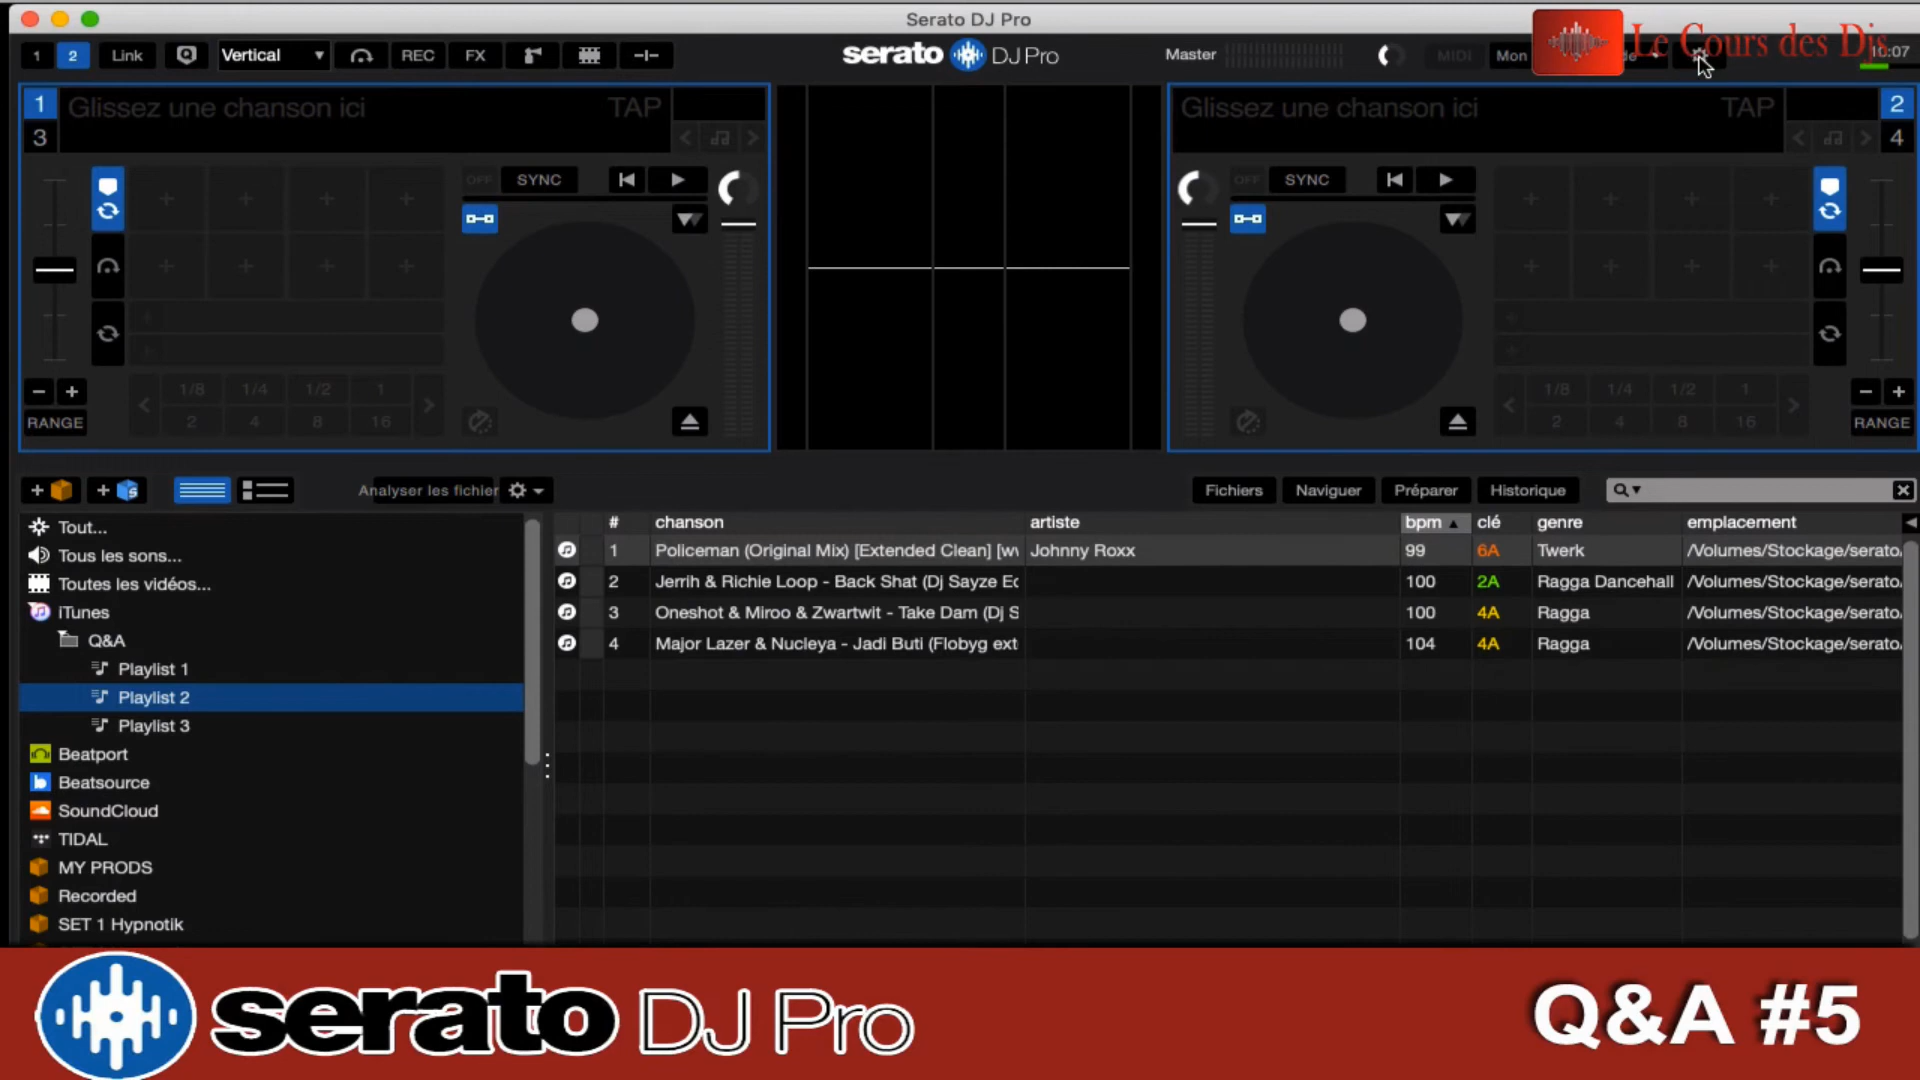 Serato DJ Pro
1 2 Link Vertical REC FX serato DJ Pro Master MIDI Mon Le Cours des Djs 10:07
1 Glissez une chanson ici TAP
3
Glissez une chanson ici TAP 2
4
OFF SYNC
OFF SYNC
1/8 1/4 1/2 1
2 4 8 16
RANGE
1/8 1/4 1/2 1
2 4 8 16
RANGE
Analyser les fichier
Fichiers Naviguer Préparer Historique
Tout...
Tous les sons...
Toutes les vidéos...
iTunes
Q&A
Playlist 1
Playlist 2
Playlist 3
Beatport
Beatsource
SoundCloud
TIDAL
MY PRODS
Recorded
SET 1 Hypnotik
# chanson artiste bpm clé genre emplacement
1 Policeman (Original Mix) [Extended Clean] [w Johnny Roxx 99 6A Twerk /Volumes/Stockage/serato/
2 Jerrih & Richie Loop - Back Shat (Dj Sayze Ed 100 2A Ragga Dancehall /Volumes/Stockage/serato/
3 Oneshot & Miroo & Zwartwit - Take Dam (Dj S 100 4A Ragga /Volumes/Stockage/serato/
4 Major Lazer & Nucleya - Jadi Buti (Flobyg ext 104 4A Ragga /Volumes/Stockage/serato/
serato DJ Pro
Q&A #5